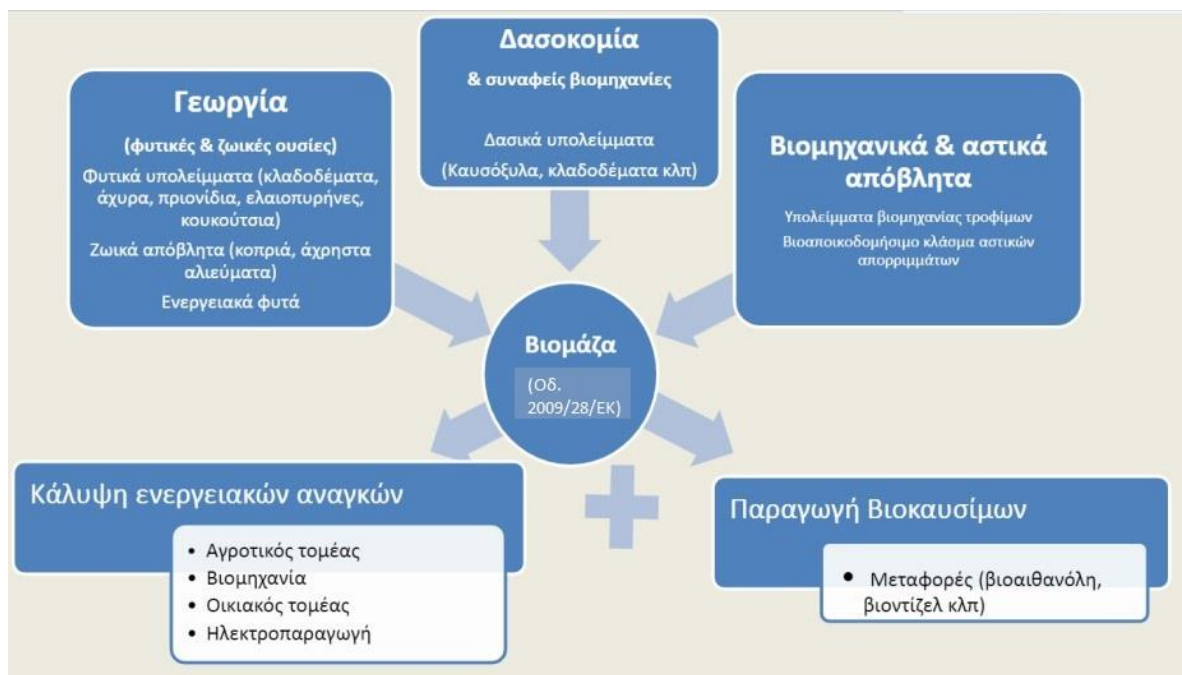 Δασοκομία
& συναφείς βιομηχανίες
Δασικά υπολείμματα
(Καυσόξυλα, κλαδοδέματα κλπ)
Γεωργία
(φυτικές & ζωικές ουσίες)
Φυτικά υπολείμματα (κλαδοδέματα,
άχυρα, πριονίδια, ελαιοπυρήνες,
κουκούτσια)
Ζωικά απόβλητα (κοπριά, άχρηστα
αλιεύματα)
Ενεργειακά φυτά
Βιομηχανικά & αστικά
απόβλητα
Υπολείμματα βιομηχανίας τροφίμων
Βιοαποικοδομήσιμο κλάσμα αστικών
απορριμμάτων
Βιομάζα
(Οδ.
2009/28/ΕΚ)
Κάλυψη ενεργειακών αναγκών
• Αγροτικός τομέας
• Βιομηχανία
• Οικιακός τομέας
• Ηλεκτροπαραγωγή
Παραγωγή Βιοκαυσίμων
• Μεταφορές (βιοαιθανόλη,
βιοντίζελ κλπ)